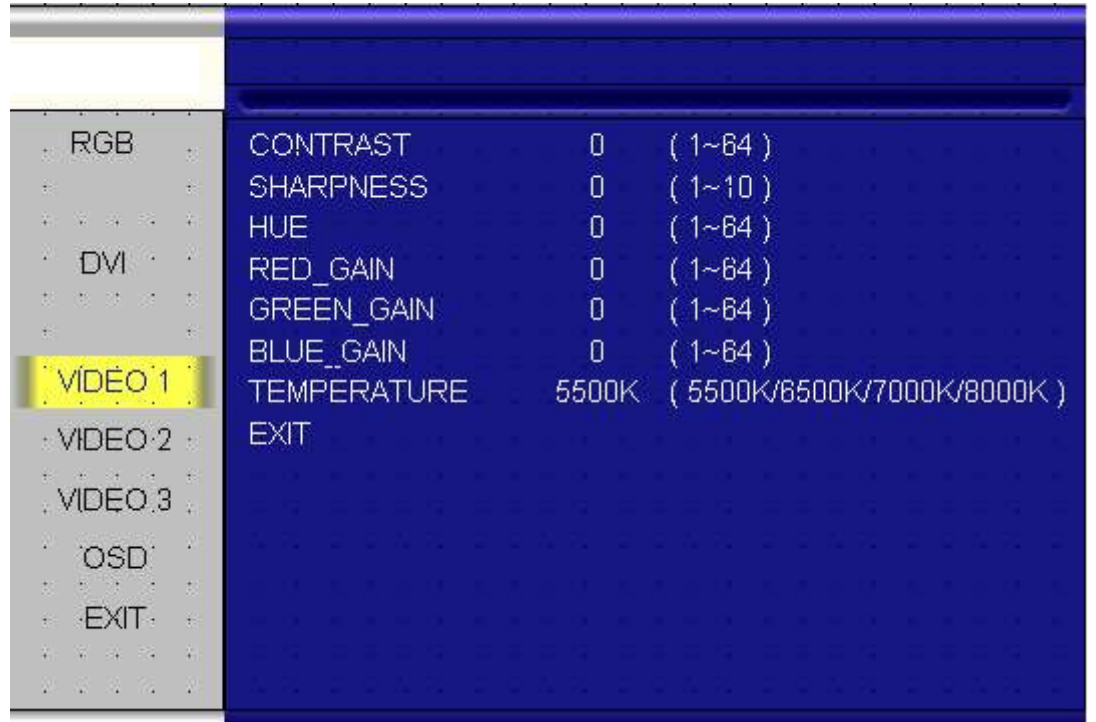 RGB
DVI
VIDEO 1
VIDEO 2
VIDEO 3
OSD
EXIT
CONTRAST 0 ( 1~64 )
SHARPNESS 0 ( 1~10 )
HUE 0 ( 1~64 )
RED_GAIN 0 ( 1~64 )
GREEN_GAIN 0 ( 1~64 )
BLUE_GAIN 0 ( 1~64 )
TEMPERATURE 5500K ( 5500K/6500K/7000K/8000K )
EXIT